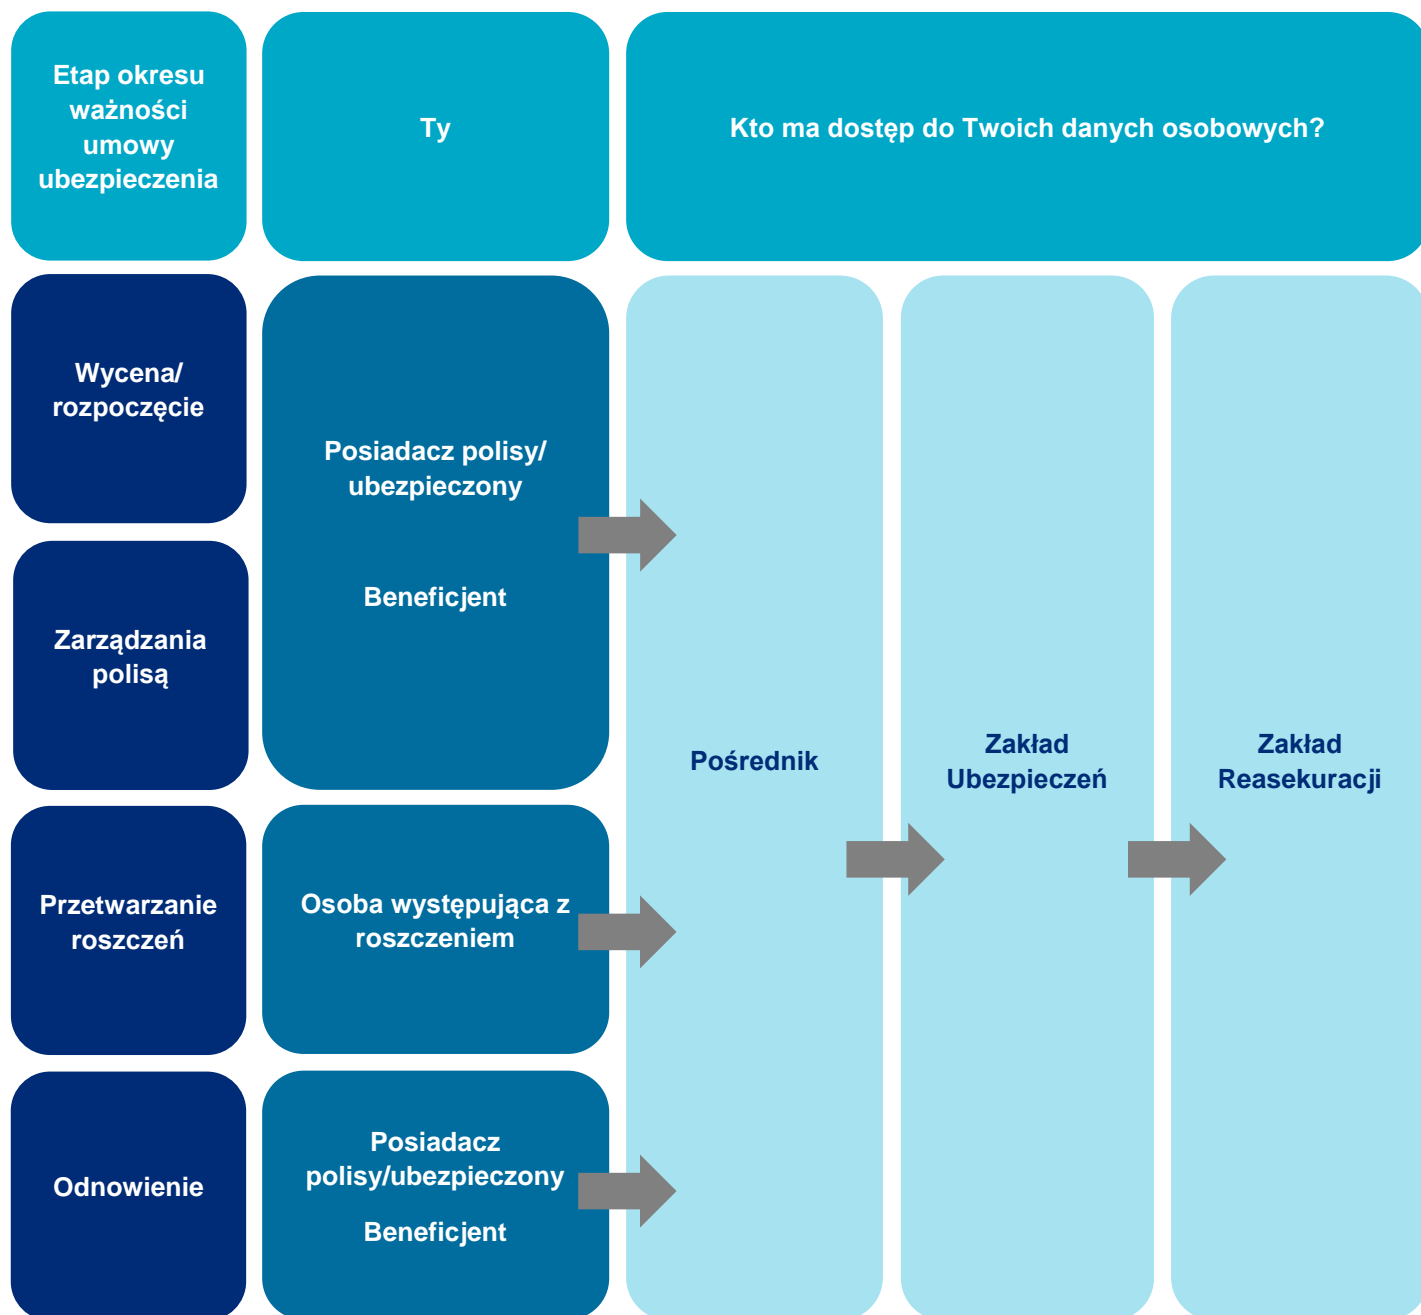 Etap okresu
ważności
umowy
ubezpieczenia
Ty
Kto ma dostęp do Twoich danych osobowych?
Wycena/
rozpoczęcie
Posiadacz polisy/
ubezpieczony
Beneficjent
Zarządzania
polisą
Pośrednik
Zakład
Ubezpieczeń
Zakład
Reasekuracji
Przetwarzanie
roszczeń
Osoba występująca z
roszczeniem
Odnowienie
Posiadacz
polisy/ubezpieczony
Beneficjent